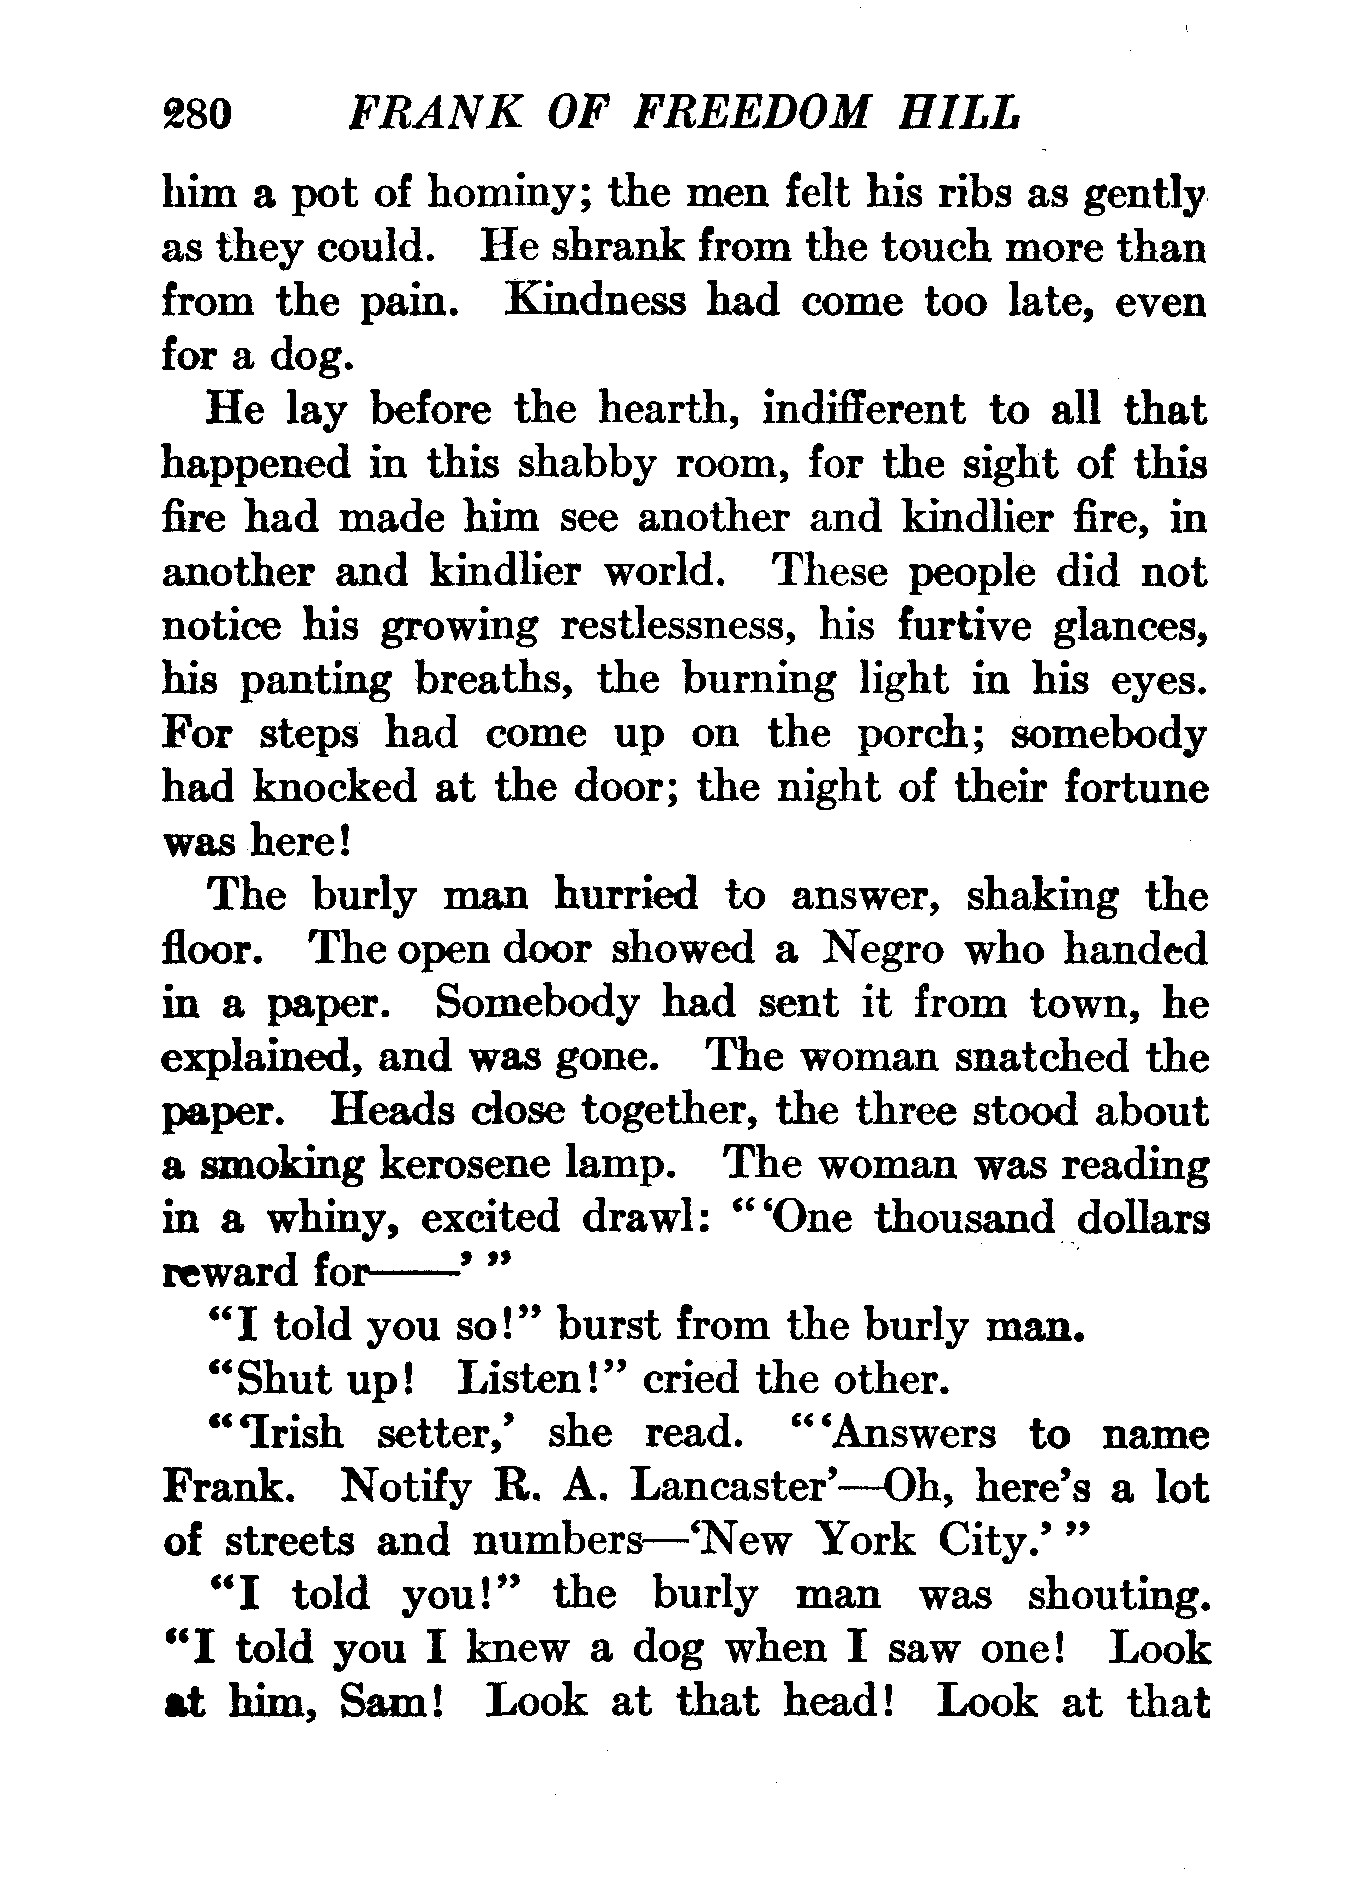 280 FRANK OF FREEDOM HILL
him a pot of hominy; the men felt his ribs as gently
as they could. He shrank from the touch more than
from the pain. Kindness had come too late, even
for a dog.
He lay before the hearth, indifferent to all that
happened in this shabby room, for the sight of this
fire had made him see another and kindlier fire, in
another and kindlier world. These people did not
notice his growing restlessness, his furtive glances,
his panting breaths, the burning light in his eyes.
For steps had come up on the porch; somebody
had knocked at the door; the night of their fortune
was here!
The burly man hurried to answer, shaking the
floor. The open door showed a Negro who handed
in a paper. Somebody had sent it from town, he
explained, and was gone. The woman snatched the
paper. Heads close together, the three stood about
a smoking kerosene lamp. The woman was reading
in a whiny, excited drawl: “‘One thousand dollars
reward for——’ ”
“I told you so!” burst from the burly man.
“Shut up! Listen!” cried the other.
“‘Irish setter,’ she read. “‘Answers to name
Frank. Notify R. A. Lancaster’—Oh, here’s a lot
of streets and numbers—‘New York City.’ ”
“I told you!” the burly man was shouting.
“I told you I knew a dog when I saw one! Look
at him, Sam! Look at that head! Look at that